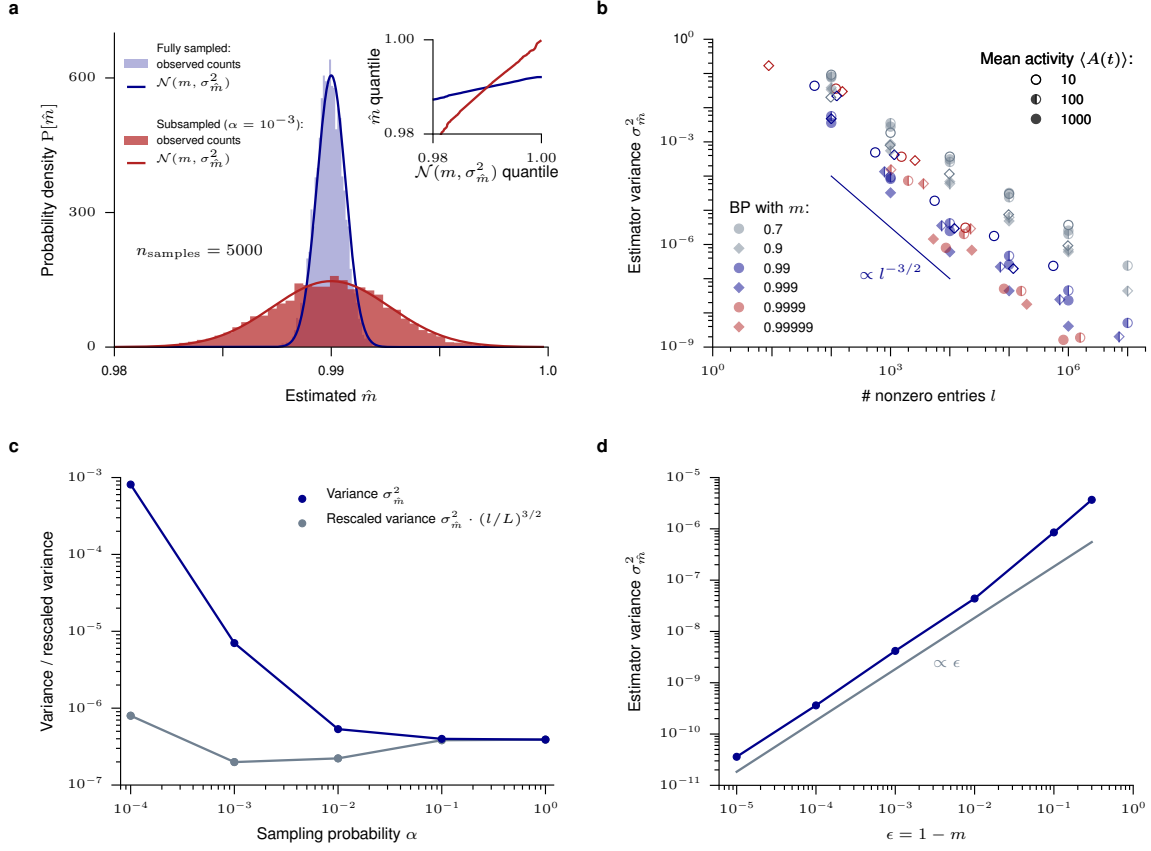 a
Probability density P[m̂]
600
300
0
0.98
0.99
1.0
Estimated m̂
Fully sampled:
observed counts
𝒩(m, σ²_m̂)
Subsampled (α = 10⁻³):
observed counts
𝒩(m, σ²_m̂)
n_samples = 5000
m̂ quantile
1.00
0.98
0.98
1.00
𝒩(m, σ²_m̂) quantile
b
Estimator variance σ²_m̂
10⁰
10⁻³
10⁻⁶
10⁻⁹
10⁰
10³
10⁶
# nonzero entries l
Mean activity ⟨A(t)⟩:
10
100
1000
BP with m:
0.7
0.9
0.99
0.999
0.9999
0.99999
∝ l⁻³ᐟ²
c
Variance / rescaled variance
10⁻³
10⁻⁴
10⁻⁵
10⁻⁶
10⁻⁷
10⁻⁴
10⁻³
10⁻²
10⁻¹
10⁰
Sampling probability α
Variance σ²_m̂
Rescaled variance σ²_m̂ · (l/L)³ᐟ²
d
Estimator variance σ²_m̂
10⁻⁵
10⁻⁶
10⁻⁷
10⁻⁸
10⁻⁹
10⁻¹⁰
10⁻¹¹
10⁻⁵
10⁻⁴
10⁻³
10⁻²
10⁻¹
10⁰
ϵ = 1 − m
∝ ϵ